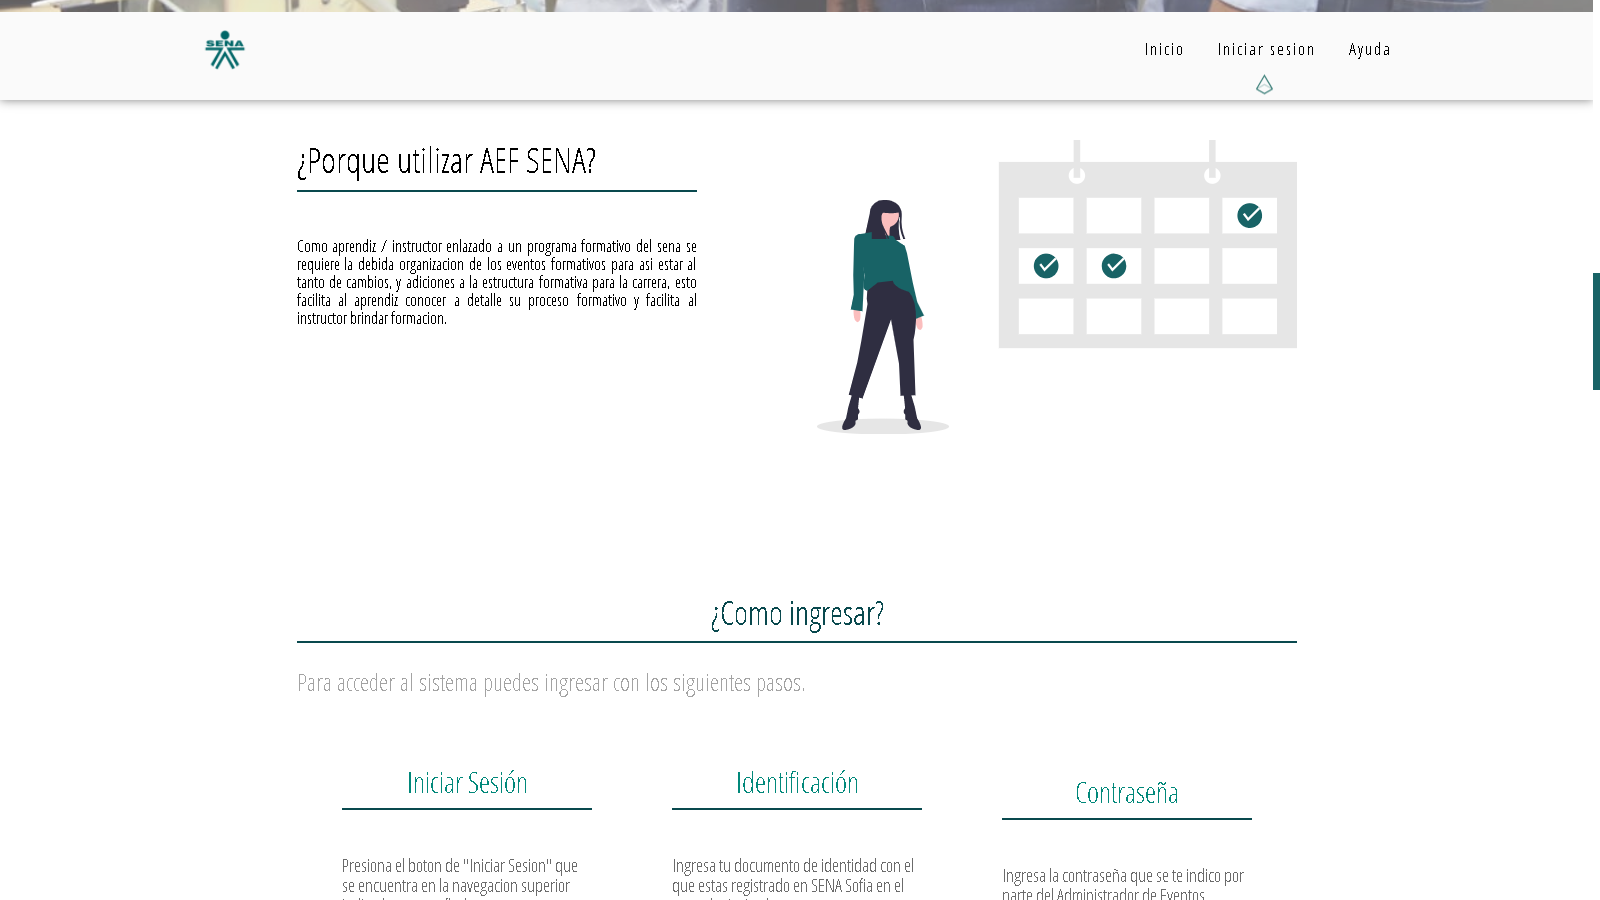 SENA
Inicio
Iniciar sesion
Ayuda
¿Porque utilizar AEF SENA?
Como aprendiz / instructor enlazado a un programa formativo del sena se
requiere la debida organizacion de los eventos formativos para asi estar al
tanto de cambios, y adiciones a la estructura formativa para la carrera, esto
facilita al aprendiz conocer a detalle su proceso formativo y facilita al
instructor brindar formacion.
¿Como ingresar?
Para acceder al sistema puedes ingresar con los siguientes pasos.
Iniciar Sesión
Presiona el boton de "Iniciar Sesion" que
se encuentra en la navegacion superior
Identificación
Ingresa tu documento de identidad con el
que estas registrado en SENA Sofia en el
Contraseña
Ingresa la contraseña que se te indico por
parte del Administrador de Eventos